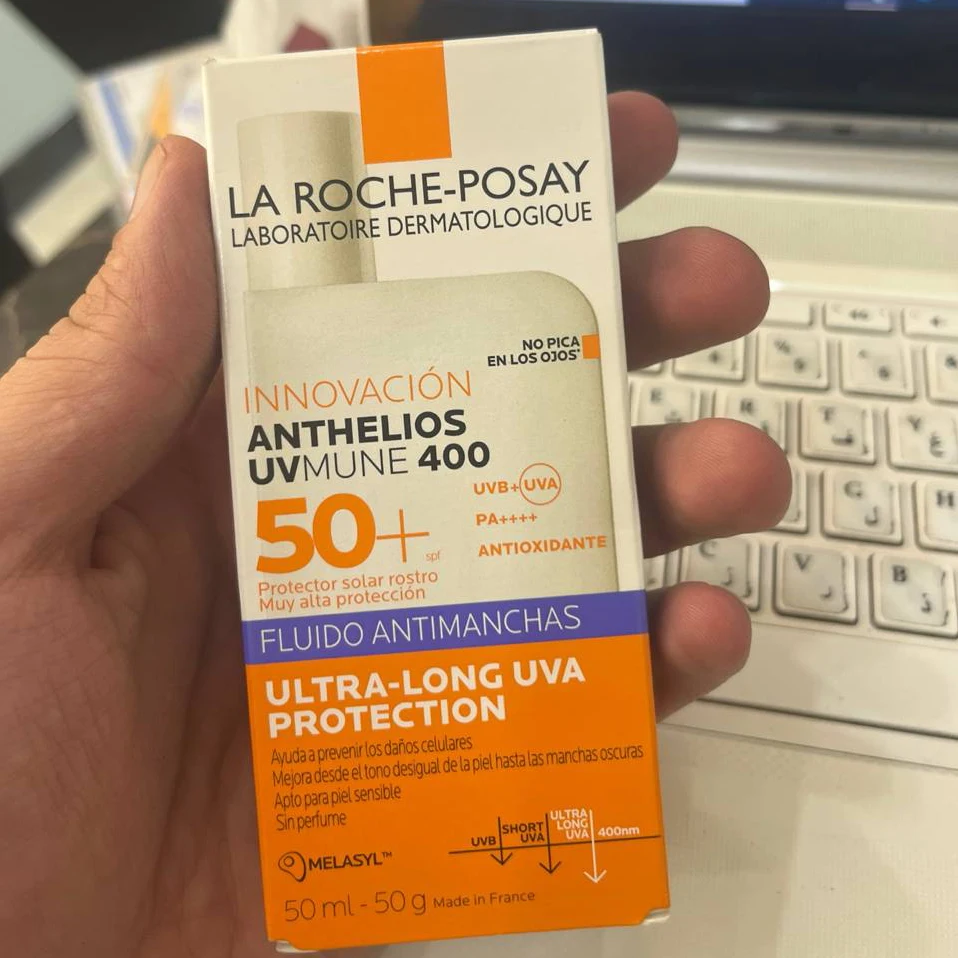 LA ROCHE-POSAY
LABORATOIRE DERMATOLOGIQUE
NO PICA
EN LOS OJOS*
INNOVACIÓN
ANTHELIOS
UVMUNE 400
50+
spf
UVB+UVA
PA++++
ANTIOXIDANTE
Protector solar rostro
Muy alta protección
FLUIDO ANTIMANCHAS
ULTRA-LONG UVA
PROTECTION
Ayuda a prevenir los daños celulares
Mejora desde el tono desigual de la piel hasta las manchas oscuras
Apto para piel sensible
Sin perfume
MELASYL™
UVB
SHORT
UVA
ULTRA
LONG
UVA
400nm
50 ml - 50 g Made in France
E
R
T
Y
G
H
C
V
B